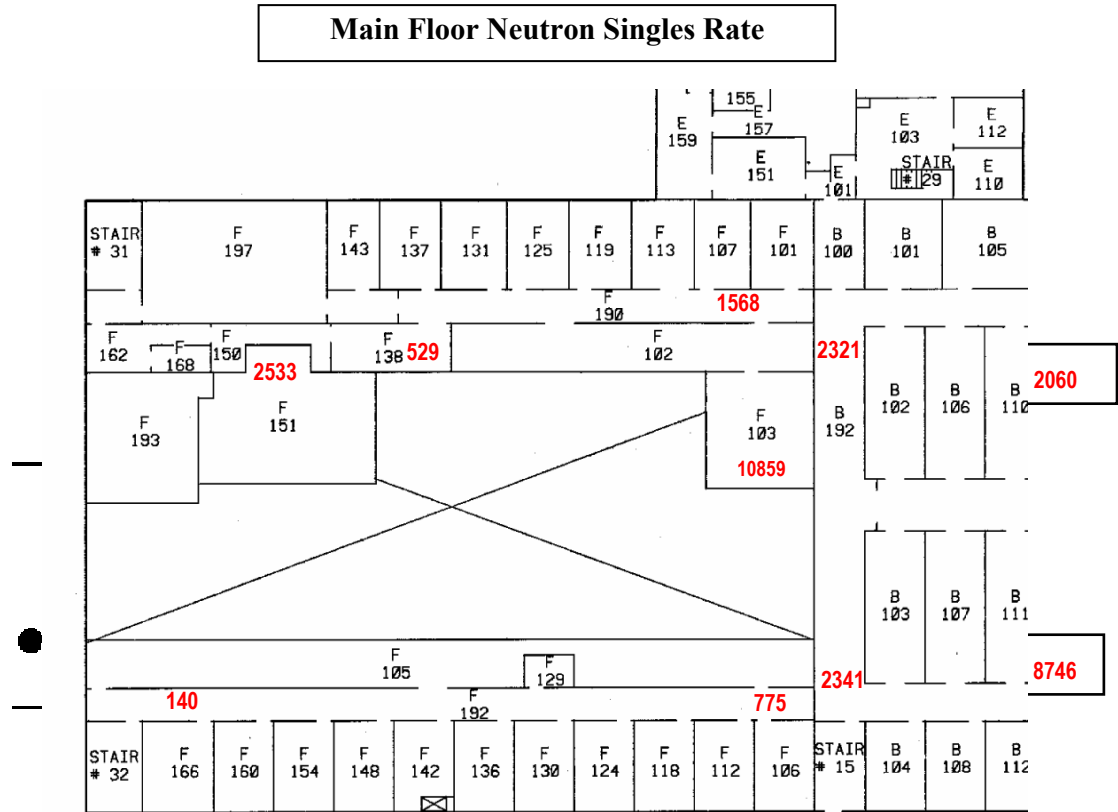 Main Floor Neutron Singles Rate
155
E
157
E
159
E
151
E
101
E
103
E
112
STAIR
# 29
E
110
STAIR
# 31
F
197
F
143
F
137
F
131
F
125
F
119
F
113
F
107
F
101
B
100
B
101
B
105
F
190
1568
F
162
F
168
F
150
F
138
529
F
102
2321
2533
F
151
F
193
F
103
10859
B
192
B
102
B
106
B
110
2060
B
103
B
107
B
111
F
105
F
129
2341
8746
140
F
192
775
STAIR
# 32
F
166
F
160
F
154
F
148
F
142
F
136
F
130
F
124
F
118
F
112
F
106
STAIR
# 15
B
104
B
108
B
112